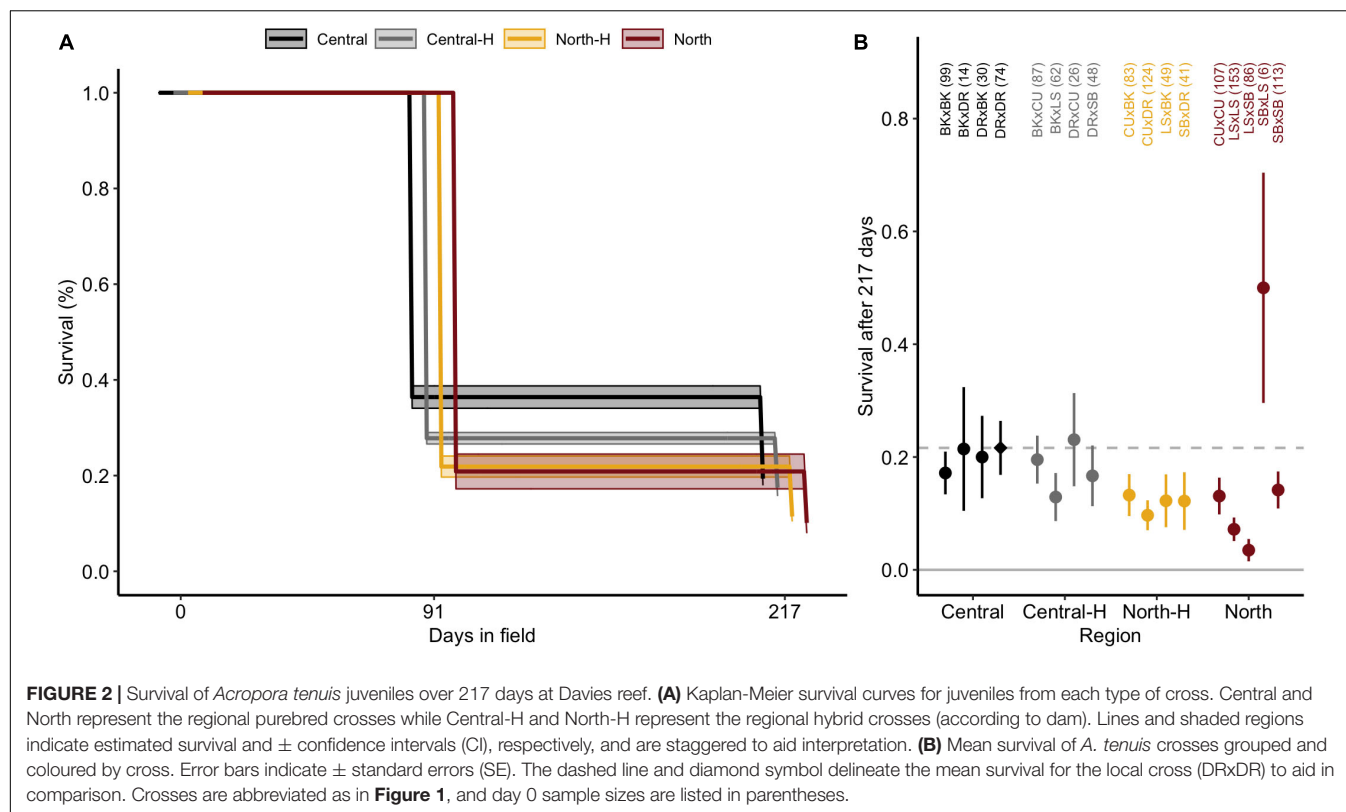 A
Central
Central-H
North-H
North
Survival (%)
1.0
0.8
0.6
0.4
0.2
0.0
0
91
217
Days in field
B
Survival after 217 days
0.8
0.6
0.4
0.2
0.0
BKxBK (99)
BKxDR (14)
DRxBK (30)
DRxDR (74)
BKxCU (87)
BKxLS (62)
DRxCU (26)
DRxSB (48)
CUxBK (83)
CUxDR (124)
LSxBK (49)
SBxDR (41)
CUxCU (107)
LSxLS (153)
LSxSB (86)
SBxLS (6)
SBxSB (113)
Central
Central-H
North-H
North
Region
FIGURE 2 | Survival of Acropora tenuis juveniles over 217 days at Davies reef. (A) Kaplan-Meier survival curves for juveniles from each type of cross. Central and
North represent the regional purebred crosses while Central-H and North-H represent the regional hybrid crosses (according to dam). Lines and shaded regions
indicate estimated survival and ± confidence intervals (CI), respectively, and are staggered to aid interpretation. (B) Mean survival of A. tenuis crosses grouped and
coloured by cross. Error bars indicate ± standard errors (SE). The dashed line and diamond symbol delineate the mean survival for the local cross (DRxDR) to aid in
comparison. Crosses are abbreviated as in Figure 1, and day 0 sample sizes are listed in parentheses.